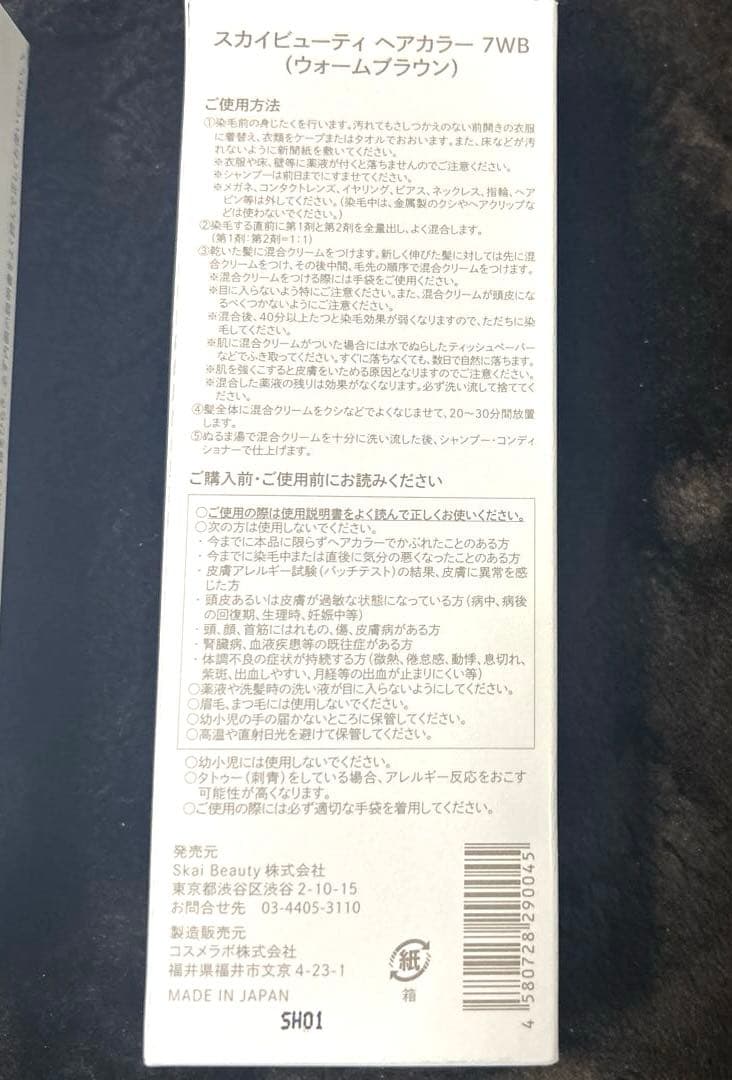 スカイビューティ ヘアカラー 7WB
(ウォームブラウン)
ご使用方法
①染毛前の身じたくを行います。汚れてもさしつかえのない前開きの衣服
に着替え、衣類をケープまたはタオルでおおいます。また、床などが汚
れないように新聞紙を敷いてください。
※衣服や床、壁等に薬液が付くと落ちませんのでご注意ください。
※シャンプーは前日までにすませてください。
※メガネ、コンタクトレンズ、イヤリング、ピアス、ネックレス、指輪、ヘア
ピン等は外してください。(染毛中は、金属製のクシやヘアクリップな
どは使わないでください。)
②染毛する直前に第1剤と第2剤を全量出し、よく混合します。
(第1剤:第2剤=1:1)
③乾いた髪に混合クリームをつけます。新しく伸びた髪に対しては先に混
合クリームをつけ、その後中間、毛先の順序で混合クリームをつけます。
※混合クリームをつける際には手袋をご使用ください。
※目に入らないよう特にご注意ください。また、混合クリームが頭皮にな
るべくつかないようにご注意ください。
※混合後、40分以上たつと染毛効果が弱くなりますので、ただちに染
毛してください。
※肌に混合クリームがついた場合には水でぬらしたティッシュペーパー
などでふき取ってください。すぐに落ちなくても、数日で自然に落ちます。
※肌を強くこすると皮膚をいためる原因となりますのでご注意ください。
※混合した薬液の残りは効果がなくなります。必ず洗い流して捨ててく
ださい。
④髪全体に混合クリームをクシなどでよくなじませて、20〜30分間放置
します。
⑤ぬるま湯で混合クリームを十分に洗い流した後、シャンプー・コンディ
ショナーで仕上げます。
ご購入前・ご使用前にお読みください
○ご使用の際は使用説明書をよく読んで正しくお使いください。
○次の方は使用しないでください。
・今までに本品に限らずヘアカラーでかぶれたことのある方
・今までに染毛中または直後に気分の悪くなったことのある方
・皮膚アレルギー試験(パッチテスト)の結果、皮膚に異常を感
じた方
・頭皮あるいは皮膚が過敏な状態になっている方(病中、病後
の回復期、生理時、妊娠中等)
・頭、顔、首筋にはれもの、傷、皮膚病がある方
・腎臓病、血液疾患等の既往症がある方
・体調不良の症状が持続する方(微熱、倦怠感、動悸、息切れ、
紫斑、出血しやすい、月経等の出血が止まりにくい等)
○薬液や洗髪時の洗い液が目に入らないようにしてください。
○眉毛、まつ毛には使用しないでください。
○幼小児の手の届かないところに保管してください。
○高温や直射日光を避けて保管してください。
○幼小児には使用しないでください。
○タトゥー(刺青)をしている場合、アレルギー反応をおこす
可能性が高くなります。
○ご使用の際には必ず適切な手袋を着用してください。
発売元
Skai Beauty 株式会社
東京都渋谷区渋谷 2-10-15
お問合せ先 03-4405-3110
製造販売元
コスメラボ株式会社
福井県福井市文京 4-23-1
MADE IN JAPAN
SH01
紙
箱
4 580728 290045